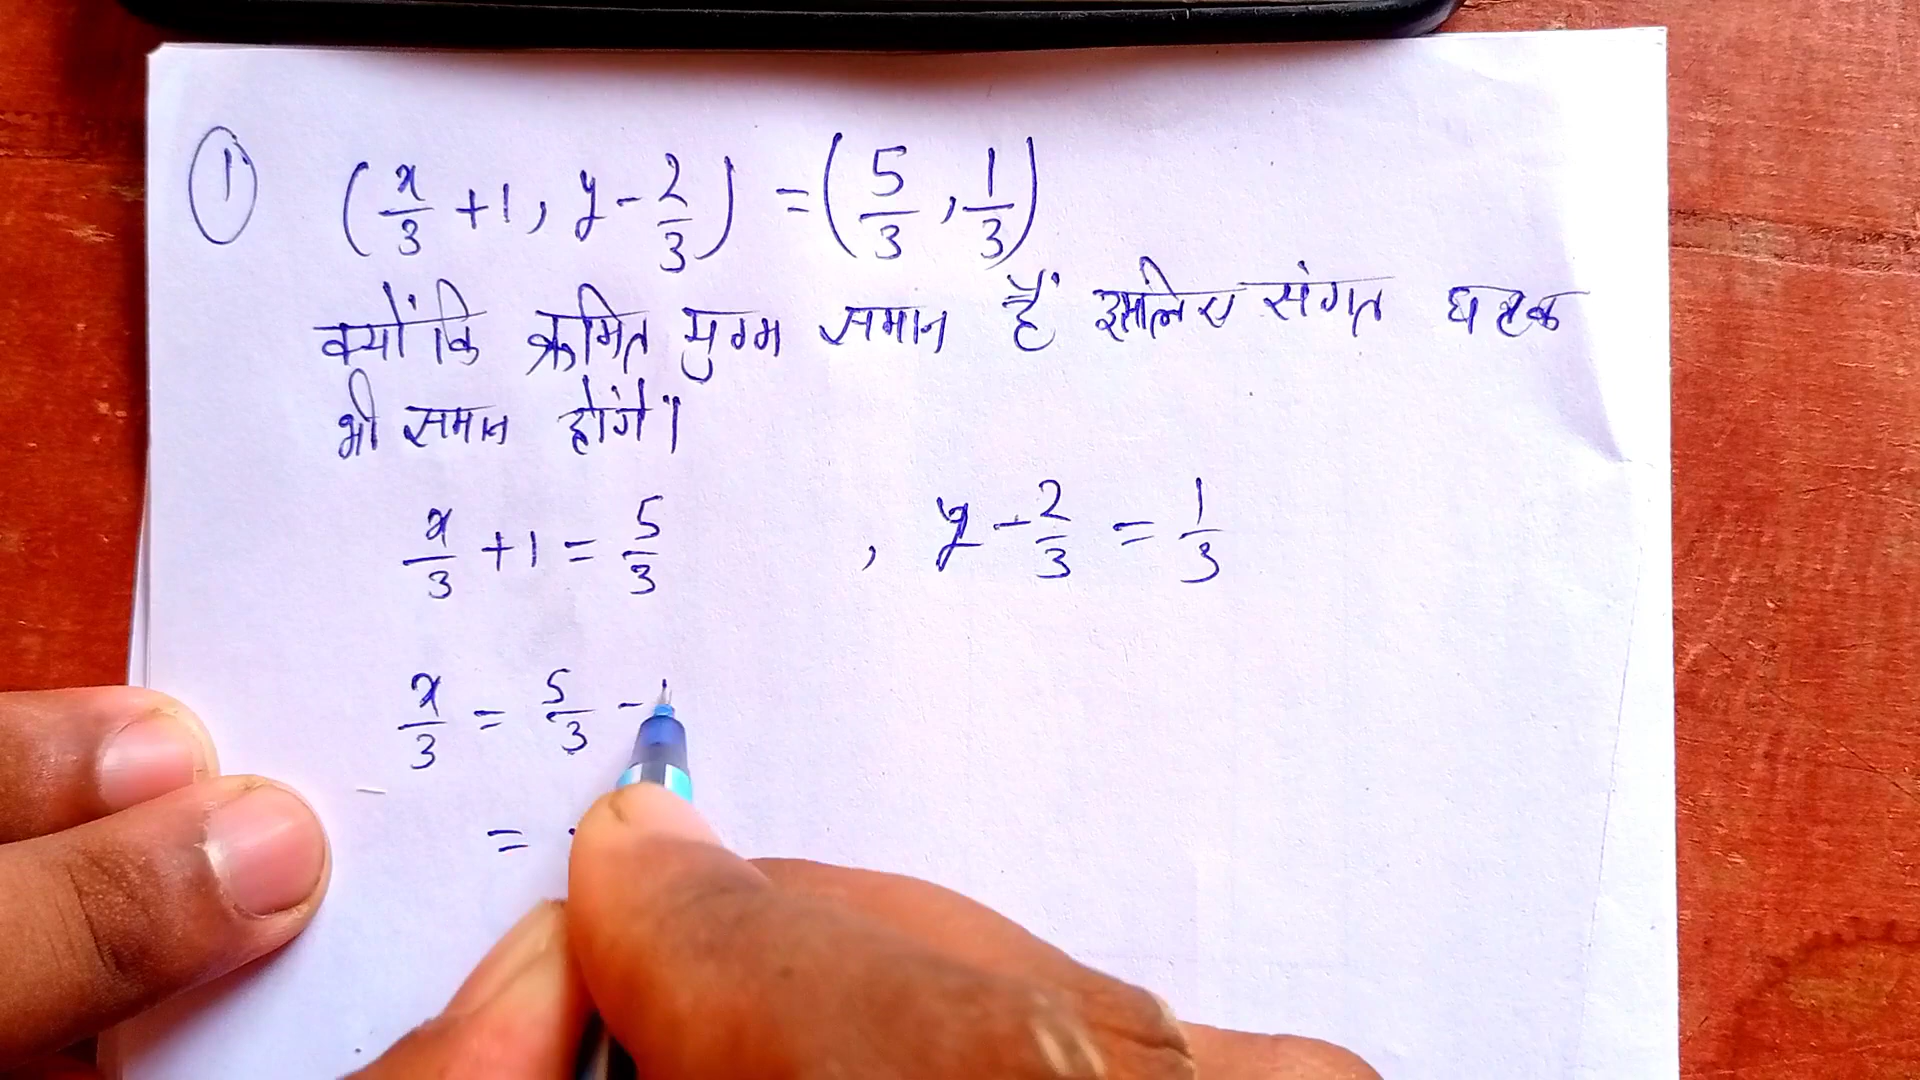 ① (x/3 + 1, y - 2/3) = (5/3, 1/3)
क्योंकि क्रमित युग्म समान हैं इसलिए संगत घटक
भी समान होंगे।
x/3 + 1 = 5/3 , y - 2/3 = 1/3
x/3 = 5/3 - 1
=